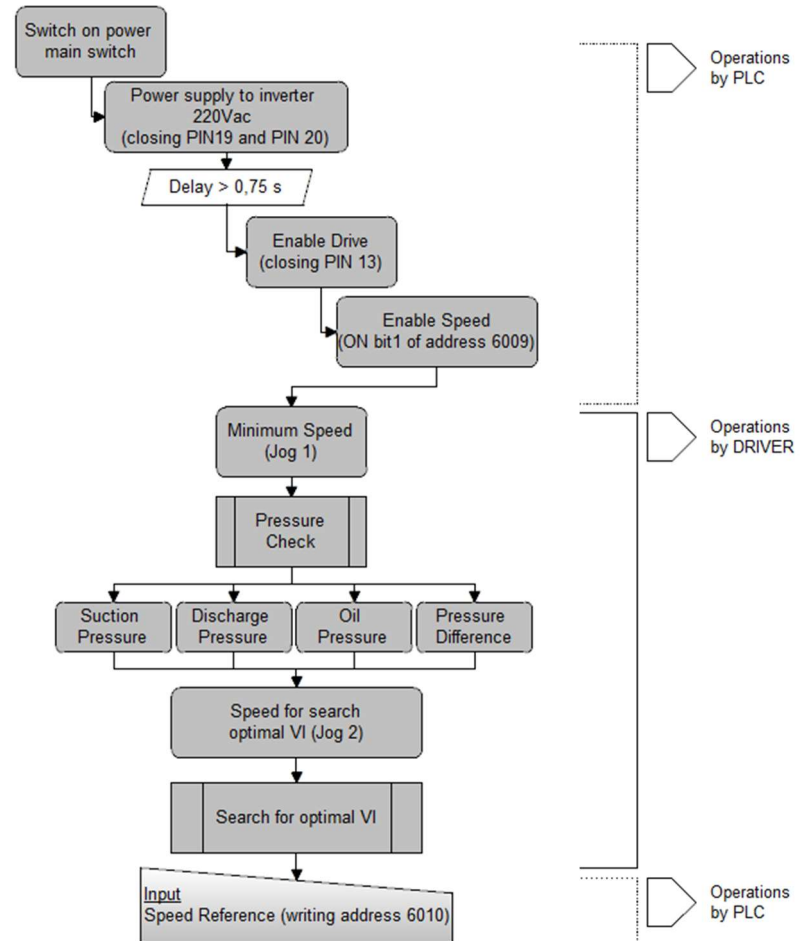 Switch on power
main switch
Operations
by PLC
Power supply to inverter
220Vac
(closing PIN19 and PIN 20)
Delay > 0,75 s
Enable Drive
(closing PIN 13)
Enable Speed
(ON bit1 of address 6009)
Minimum Speed
(Jog 1)
Operations
by DRIVER
Pressure
Check
Suction
Pressure
Discharge
Pressure
Oil
Pressure
Pressure
Difference
Speed for search
optimal VI (Jog 2)
Search for optimal VI
Input
Speed Reference (writing address 6010)
Operations
by PLC